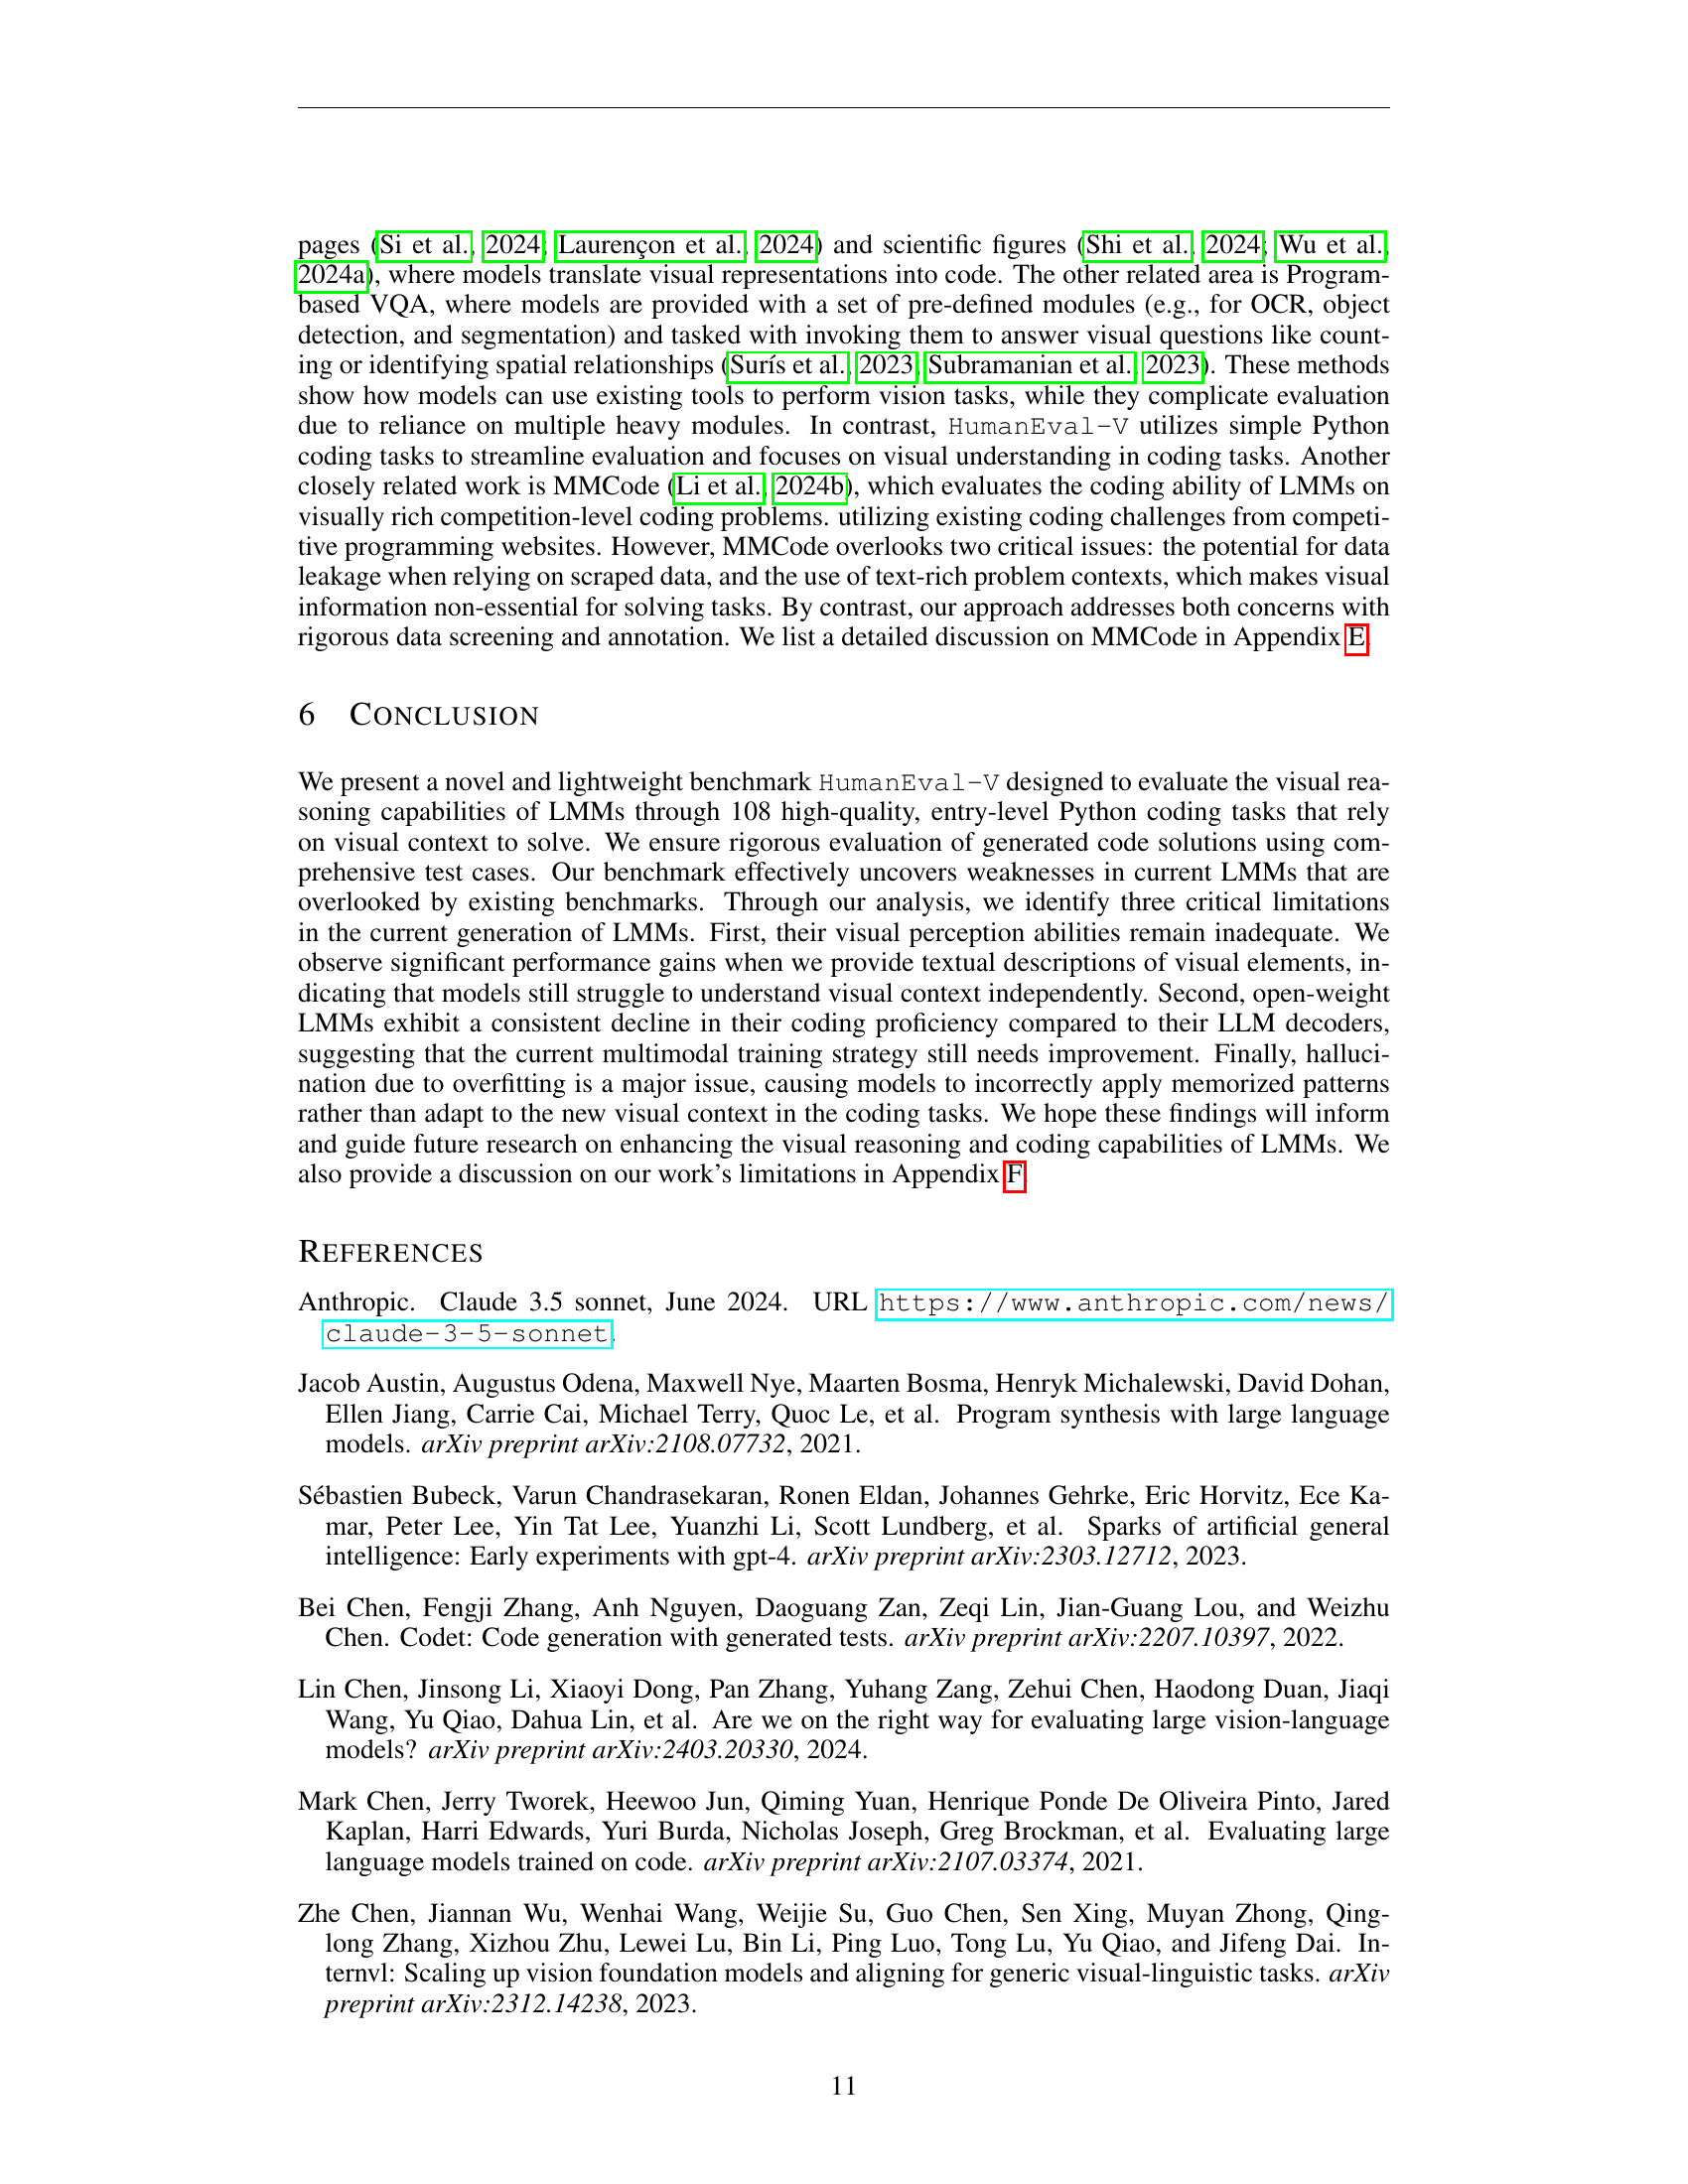 pages (Si et al., 2024; Laurençon et al., 2024) and scientific figures (Shi et al., 2024; Wu et al.,
2024a), where models translate visual representations into code. The other related area is Program-
based VQA, where models are provided with a set of pre-defined modules (e.g., for OCR, object
detection, and segmentation) and tasked with invoking them to answer visual questions like count-
ing or identifying spatial relationships (Surís et al., 2023; Subramanian et al., 2023). These methods
show how models can use existing tools to perform vision tasks, while they complicate evaluation
due to reliance on multiple heavy modules. In contrast, HumanEval-V utilizes simple Python
coding tasks to streamline evaluation and focuses on visual understanding in coding tasks. Another
closely related work is MMCode (Li et al., 2024b), which evaluates the coding ability of LMMs on
visually rich competition-level coding problems. utilizing existing coding challenges from competi-
tive programming websites. However, MMCode overlooks two critical issues: the potential for data
leakage when relying on scraped data, and the use of text-rich problem contexts, which makes visual
information non-essential for solving tasks. By contrast, our approach addresses both concerns with
rigorous data screening and annotation. We list a detailed discussion on MMCode in Appendix E.
6 CONCLUSION
We present a novel and lightweight benchmark HumanEval-V designed to evaluate the visual rea-
soning capabilities of LMMs through 108 high-quality, entry-level Python coding tasks that rely
on visual context to solve. We ensure rigorous evaluation of generated code solutions using com-
prehensive test cases. Our benchmark effectively uncovers weaknesses in current LMMs that are
overlooked by existing benchmarks. Through our analysis, we identify three critical limitations
in the current generation of LMMs. First, their visual perception abilities remain inadequate. We
observe significant performance gains when we provide textual descriptions of visual elements, in-
dicating that models still struggle to understand visual context independently. Second, open-weight
LMMs exhibit a consistent decline in their coding proficiency compared to their LLM decoders,
suggesting that the current multimodal training strategy still needs improvement. Finally, halluci-
nation due to overfitting is a major issue, causing models to incorrectly apply memorized patterns
rather than adapt to the new visual context in the coding tasks. We hope these findings will inform
and guide future research on enhancing the visual reasoning and coding capabilities of LMMs. We
also provide a discussion on our work's limitations in Appendix F.
REFERENCES
Anthropic. Claude 3.5 sonnet, June 2024. URL https://www.anthropic.com/news/
claude-3-5-sonnet.
Jacob Austin, Augustus Odena, Maxwell Nye, Maarten Bosma, Henryk Michalewski, David Dohan,
Ellen Jiang, Carrie Cai, Michael Terry, Quoc Le, et al. Program synthesis with large language
models. arXiv preprint arXiv:2108.07732, 2021.
Sébastien Bubeck, Varun Chandrasekaran, Ronen Eldan, Johannes Gehrke, Eric Horvitz, Ece Ka-
mar, Peter Lee, Yin Tat Lee, Yuanzhi Li, Scott Lundberg, et al. Sparks of artificial general
intelligence: Early experiments with gpt-4. arXiv preprint arXiv:2303.12712, 2023.
Bei Chen, Fengji Zhang, Anh Nguyen, Daoguang Zan, Zeqi Lin, Jian-Guang Lou, and Weizhu
Chen. Codet: Code generation with generated tests. arXiv preprint arXiv:2207.10397, 2022.
Lin Chen, Jinsong Li, Xiaoyi Dong, Pan Zhang, Yuhang Zang, Zehui Chen, Haodong Duan, Jiaqi
Wang, Yu Qiao, Dahua Lin, et al. Are we on the right way for evaluating large vision-language
models? arXiv preprint arXiv:2403.20330, 2024.
Mark Chen, Jerry Tworek, Heewoo Jun, Qiming Yuan, Henrique Ponde De Oliveira Pinto, Jared
Kaplan, Harri Edwards, Yuri Burda, Nicholas Joseph, Greg Brockman, et al. Evaluating large
language models trained on code. arXiv preprint arXiv:2107.03374, 2021.
Zhe Chen, Jiannan Wu, Wenhai Wang, Weijie Su, Guo Chen, Sen Xing, Muyan Zhong, Qing-
long Zhang, Xizhou Zhu, Lewei Lu, Bin Li, Ping Luo, Tong Lu, Yu Qiao, and Jifeng Dai. In-
ternvl: Scaling up vision foundation models and aligning for generic visual-linguistic tasks. arXiv
preprint arXiv:2312.14238, 2023.
11